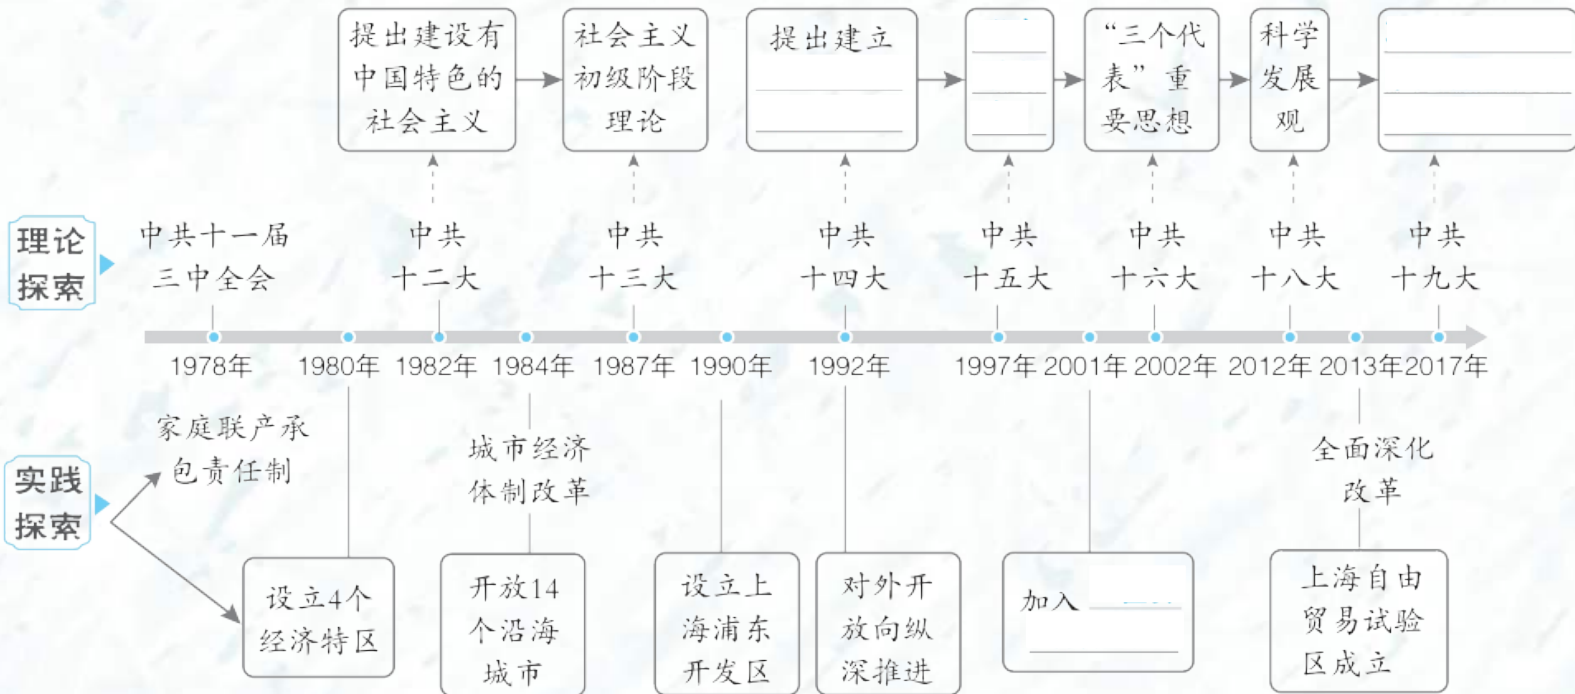 提出建设有
中国特色的
社会主义
社会主义
初级阶段
理论
提出建立
“三个代
表”重
要思想
科学
发展
观
理论
探索
中共十一届
三中全会
中共
十二大
中共
十三大
中共
十四大
中共
十五大
中共
十六大
中共
十八大
中共
十九大
1978年
1980年
1982年
1984年
1987年
1990年
1992年
1997年
2001年
2002年
2012年
2013年
2017年
实践
探索
家庭联产承
包责任制
城市经济
体制改革
全面深化
改革
设立4个
经济特区
开放14
个沿海
城市
设立上
海浦东
开发区
对外开
放向纵
深推进
加入
上海自由
贸易试验
区成立